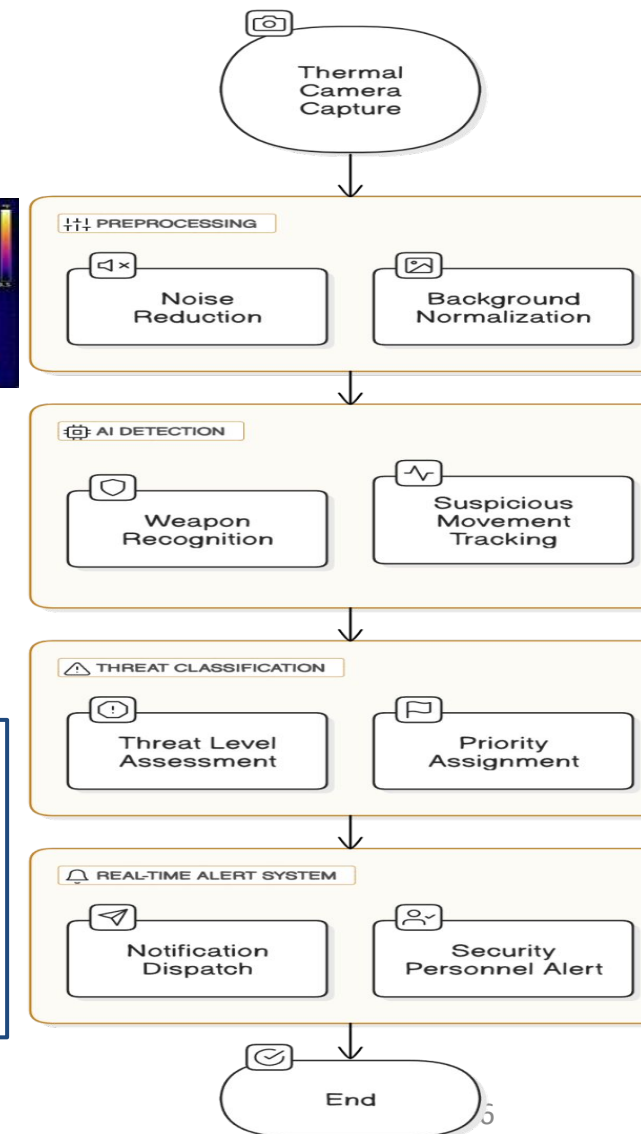 Thermal
Camera
Capture
PREPROCESSING
Noise
Reduction
Background
Normalization
AI DETECTION
Weapon
Recognition
Suspicious
Movement
Tracking
THREAT CLASSIFICATION
Threat Level
Assessment
Priority
Assignment
REAL-TIME ALERT SYSTEM
Notification
Dispatch
Security
Personnel Alert
End
6